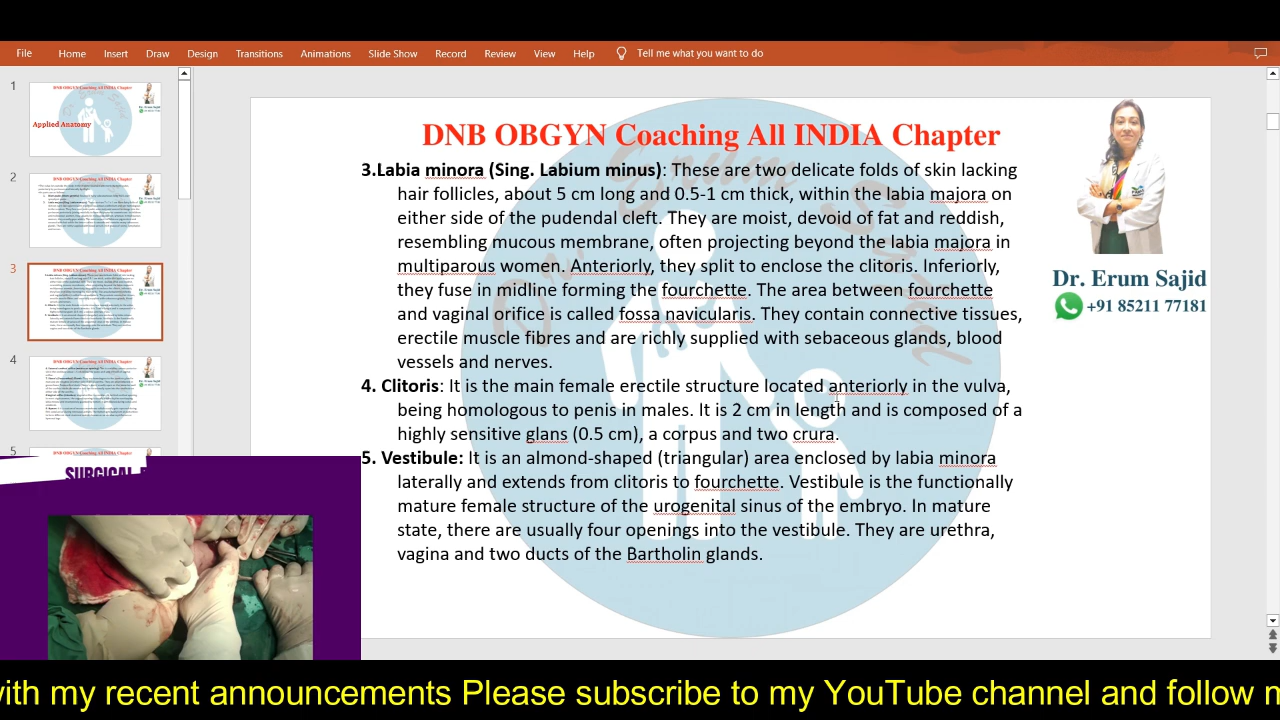 File Home Insert Draw Design Transitions Animations Slide Show Record Review View Help Tell me what you want to do
1
DNB OBGYN Coaching All INDIA Chapter
Applied Anatomy
2
3
4
5
DNB OBGYN Coaching All INDIA Chapter
3.Labia minora (Sing. Labium minus): These are two delicate folds of skin lacking
hair follicles, about 5 cm long and 0.5-1 cm thick, within the labia majora on
either side of the pudendal cleft. They are moist, devoid of fat and reddish,
resembling mucous membrane, often projecting beyond the labia majora in
multiparous women. Anteriorly, they split to enclose the clitoris. Inferiorly,
they fuse in midline forming the fourchette. The area between fourchette
and vaginal orifice is called fossa navicularis. They contain connective tissues,
erectile muscle fibres and are richly supplied with sebaceous glands, blood
vessels and nerves.
4. Clitoris: It is the main female erectile structure located anteriorly in the vulva,
being homologous to penis in males. It is 2 cm in length and is composed of a
highly sensitive glans (0.5 cm), a corpus and two crura.
5. Vestibule: It is an almond-shaped (triangular) area enclosed by labia minora
laterally and extends from clitoris to fourchette. Vestibule is the functionally
mature female structure of the urogenital sinus of the embryo. In mature
state, there are usually four openings into the vestibule. They are urethra,
vagina and two ducts of the Bartholin glands.
Dr. Erum Sajid
+91 85211 77181
SURGICAL
with my recent announcements Please subscribe to my YouTube channel and follow